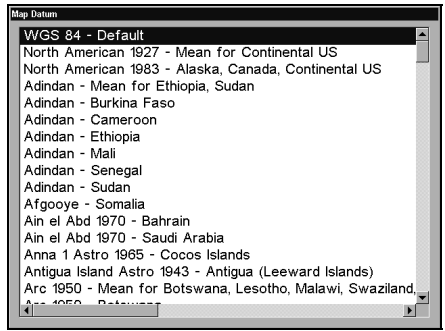 Map Datum
WGS 84 - Default
North American 1927 - Mean for Continental US
North American 1983 - Alaska, Canada, Continental US
Adindan - Mean for Ethiopia, Sudan
Adindan - Burkina Faso
Adindan - Cameroon
Adindan - Ethiopia
Adindan - Mali
Adindan - Senegal
Adindan - Sudan
Afgooye - Somalia
Ain el Abd 1970 - Bahrain
Ain el Abd 1970 - Saudi Arabia
Anna 1 Astro 1965 - Cocos Islands
Antigua Island Astro 1943 - Antigua (Leeward Islands)
Arc 1950 - Mean for Botswana, Lesotho, Malawi, Swaziland,
Arc 1950 - Botswana